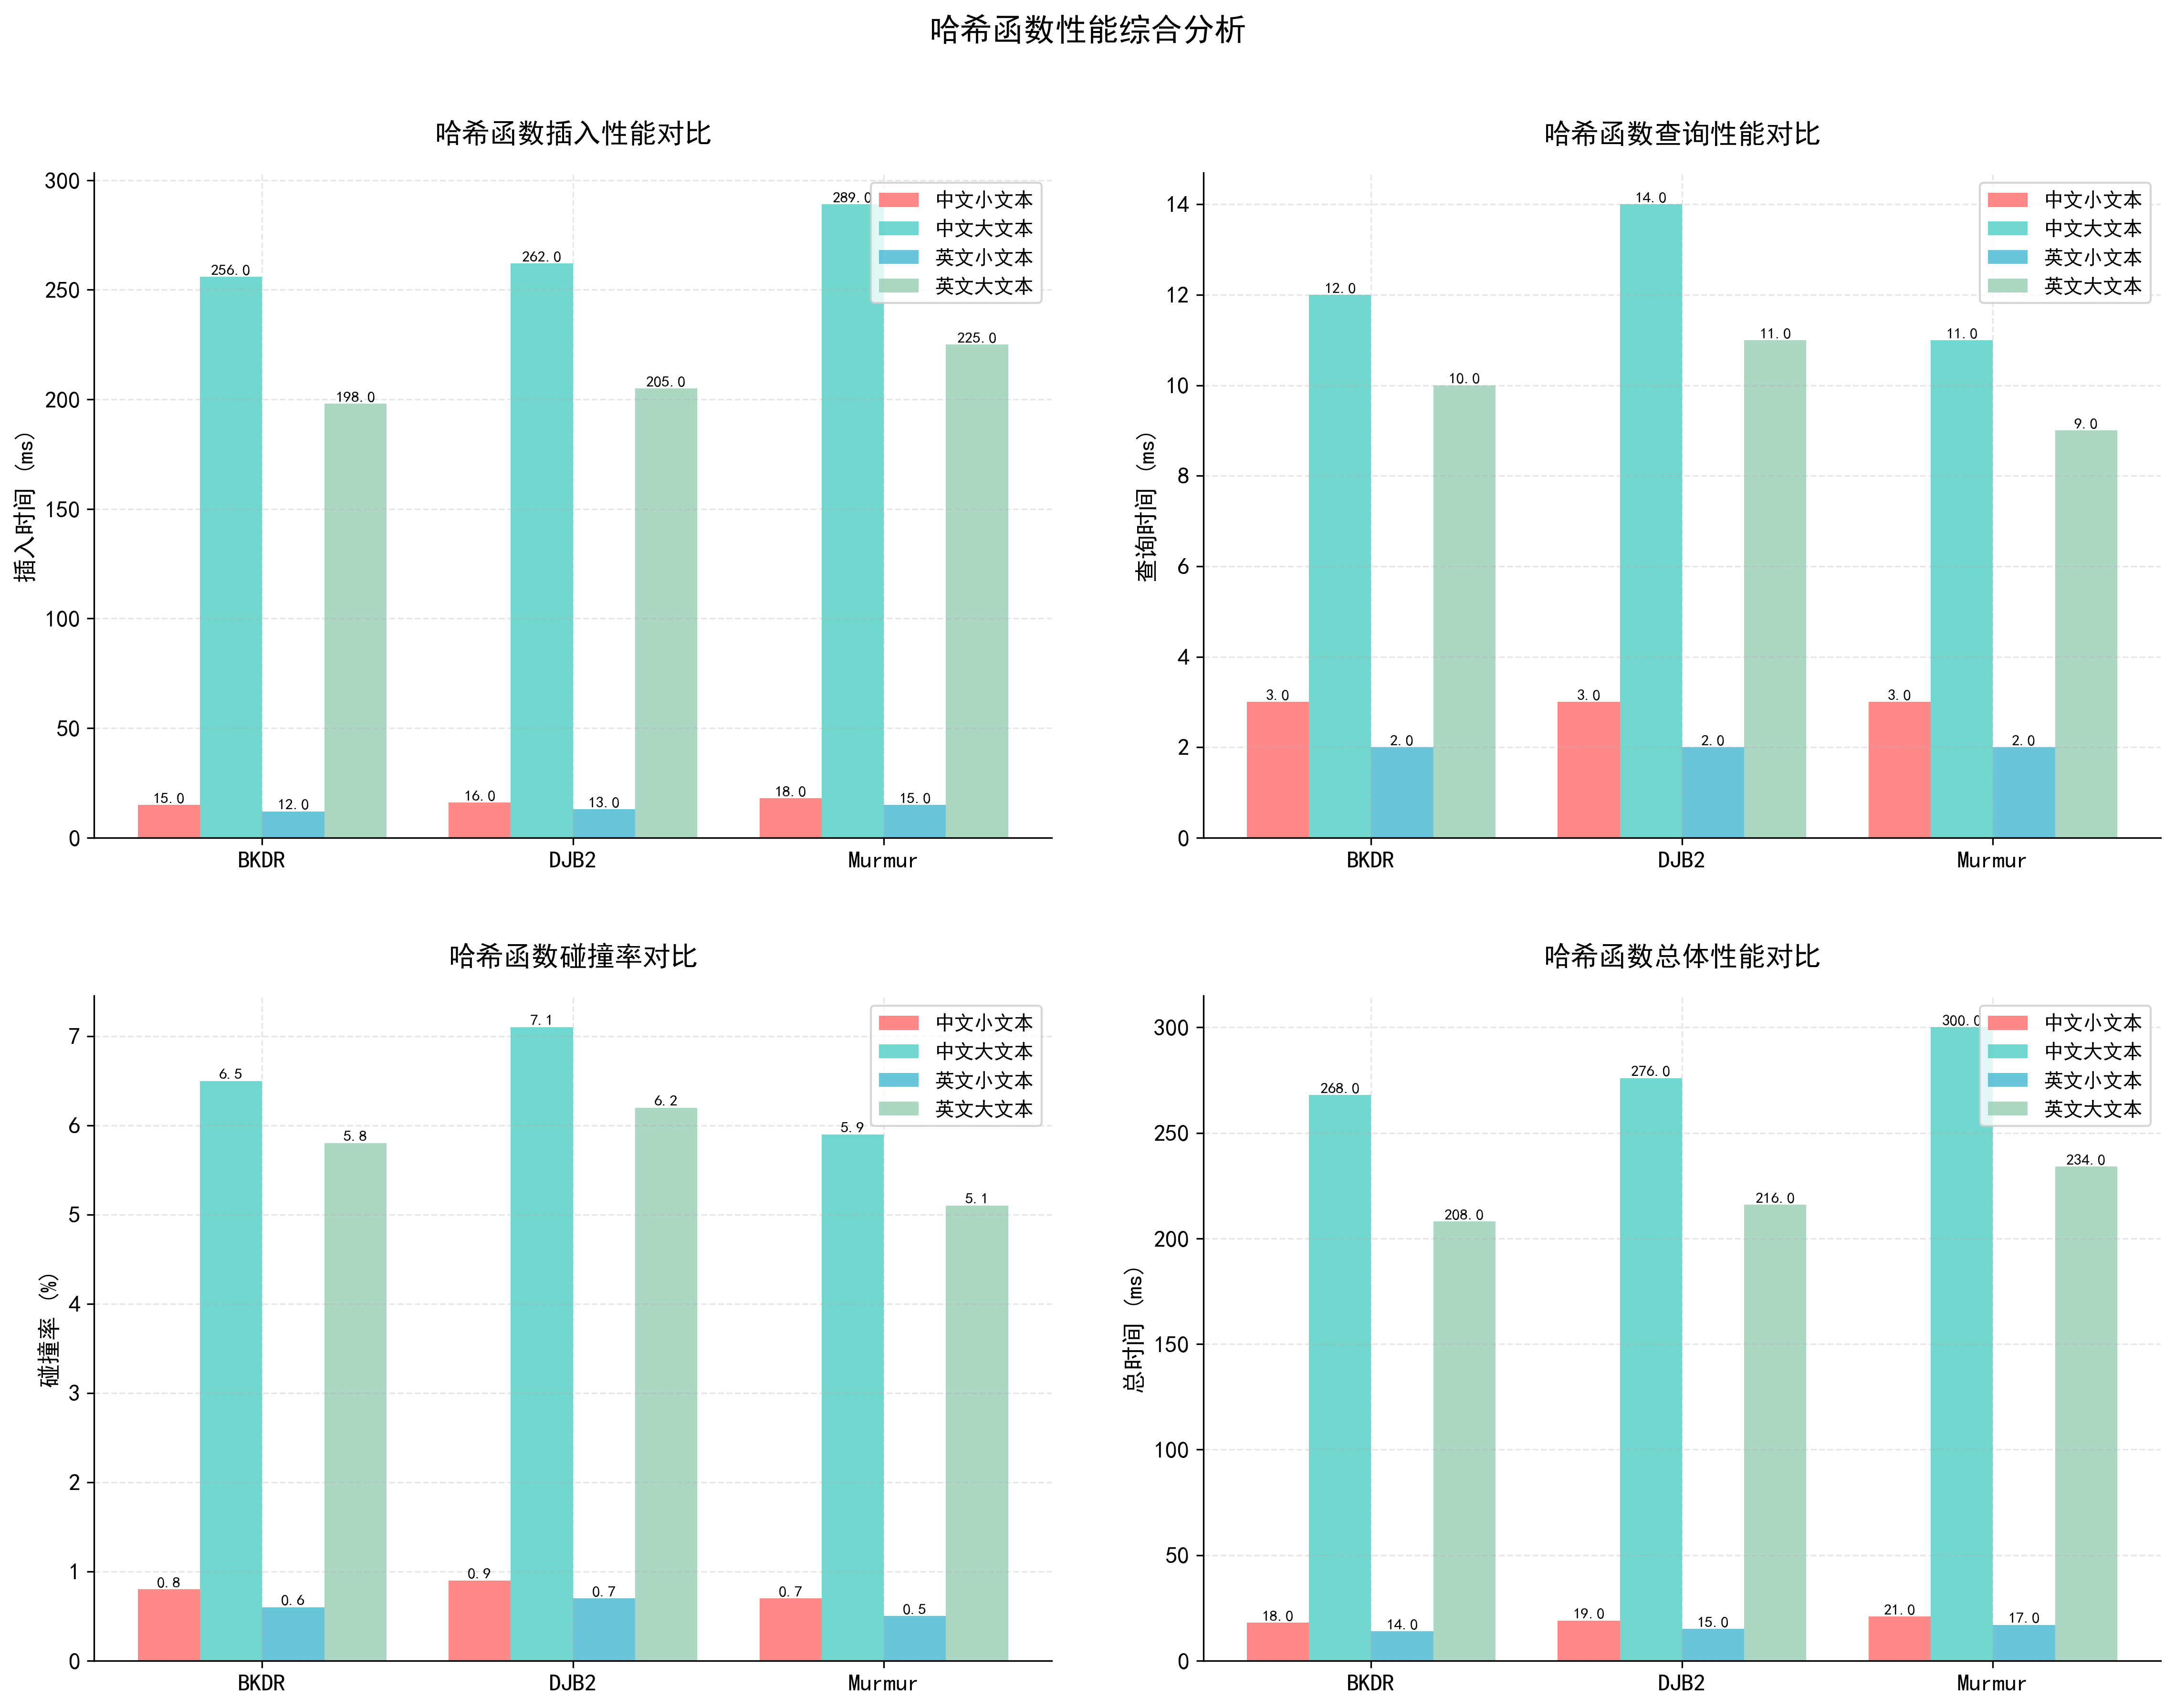 哈希函数性能综合分析
哈希函数插入性能对比
插入时间 (ms)
300
250
200
150
100
50
0
256.0
262.0
289.0
198.0
205.0
225.0
15.0
12.0
16.0
13.0
18.0
15.0
BKDR
DJB2
Murmur
中文小文本
中文大文本
英文小文本
英文大文本
哈希函数查询性能对比
查询时间 (ms)
14
12
10
8
6
4
2
0
14.0
12.0
11.0
11.0
10.0
9.0
3.0
2.0
3.0
2.0
3.0
2.0
BKDR
DJB2
Murmur
中文小文本
中文大文本
英文小文本
英文大文本
哈希函数碰撞率对比
碰撞率 (%)
7
6
5
4
3
2
1
0
7.1
6.5
6.2
5.9
5.8
5.1
0.8
0.6
0.9
0.7
0.7
0.5
BKDR
DJB2
Murmur
中文小文本
中文大文本
英文小文本
英文大文本
哈希函数总体性能对比
总时间 (ms)
300
250
200
150
100
50
0
300.0
276.0
268.0
234.0
216.0
208.0
18.0
14.0
19.0
15.0
21.0
17.0
BKDR
DJB2
Murmur
中文小文本
中文大文本
英文小文本
英文大文本